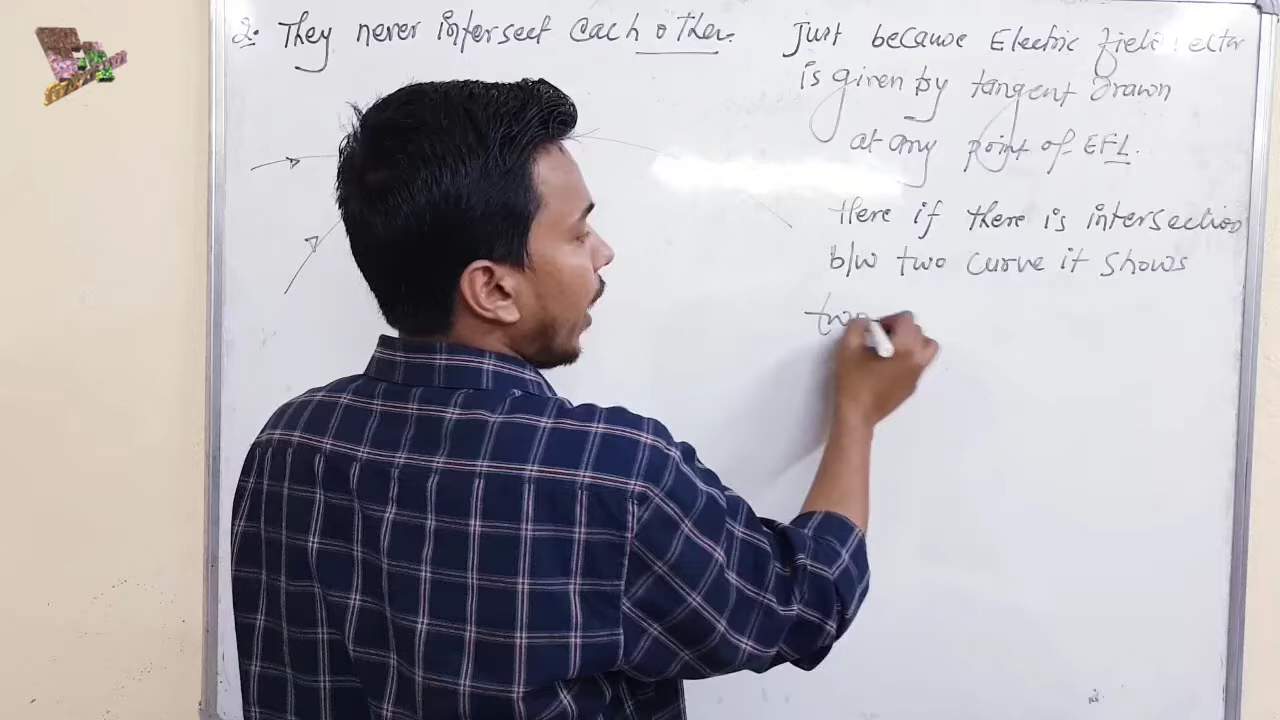 2. They never intersect each other.
Just because Electric field
is given by tangent drawn
at any point of EFL.
Here if there is intersection
b/w two curve it shows
two